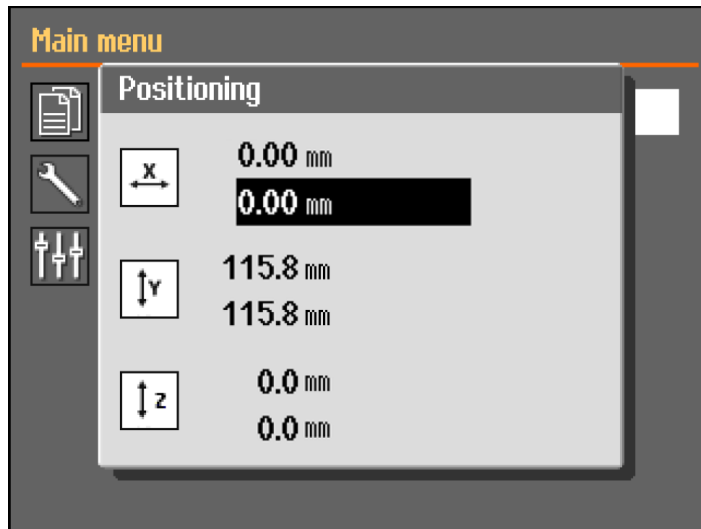 Main menu
Positioning
X
0.00 mm
0.00 mm
Y
115.8 mm
115.8 mm
Z
0.0 mm
0.0 mm